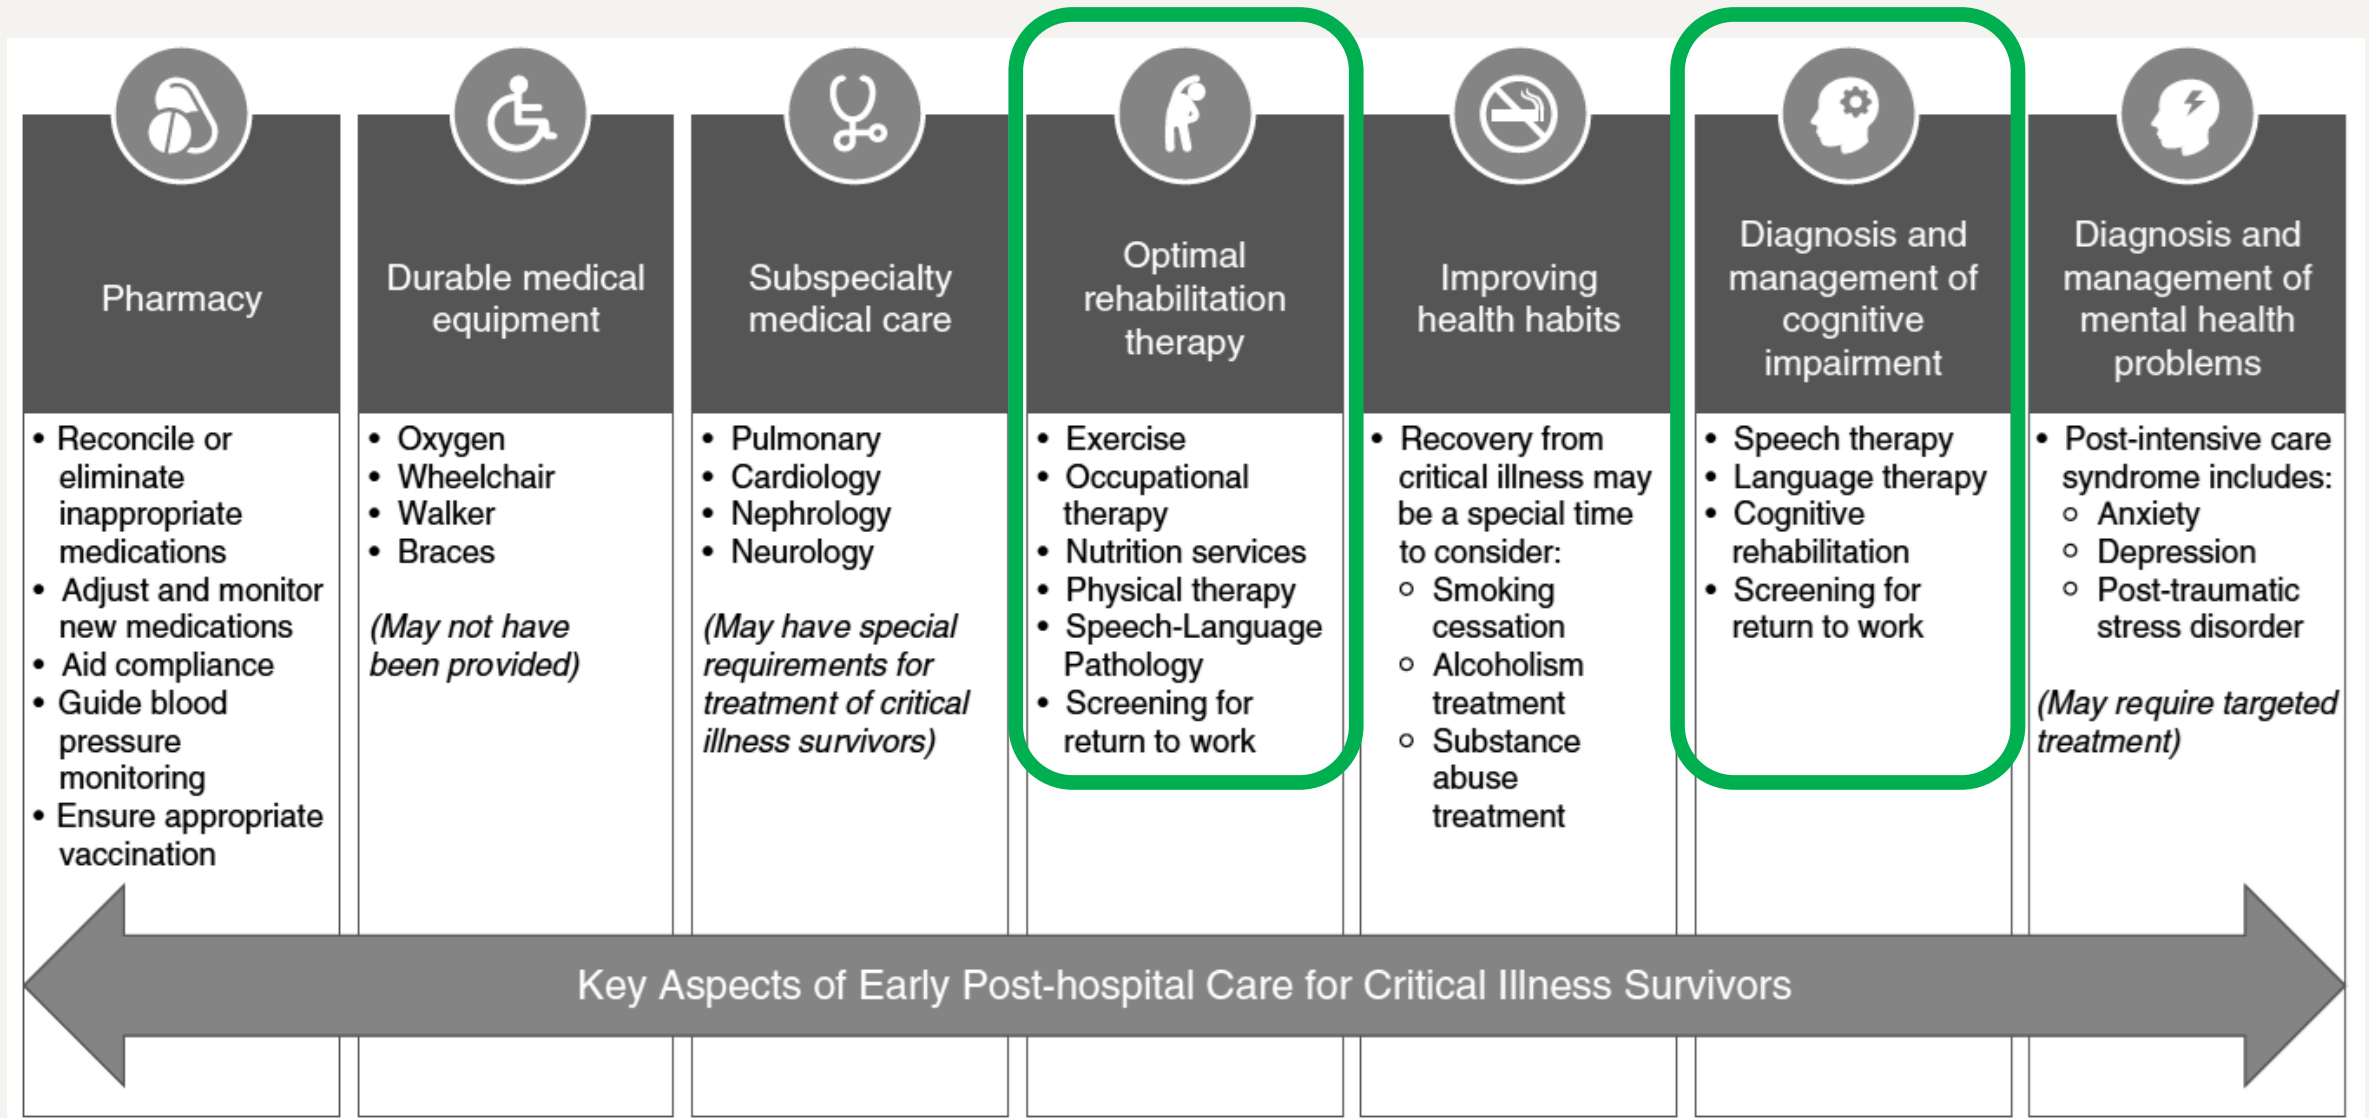 Pharmacy
• Reconcile or
eliminate
inappropriate
medications
• Adjust and monitor
new medications
• Aid compliance
• Guide blood
pressure
monitoring
• Ensure appropriate
vaccination
Durable medical
equipment
• Oxygen
• Wheelchair
• Walker
• Braces
(May not have
been provided)
Subspecialty
medical care
• Pulmonary
• Cardiology
• Nephrology
• Neurology
(May have special
requirements for
treatment of critical
illness survivors)
Optimal
rehabilitation
therapy
• Exercise
• Occupational
therapy
• Nutrition services
• Physical therapy
• Speech-Language
Pathology
• Screening for
return to work
Improving
health habits
• Recovery from
critical illness may
be a special time
to consider:
○ Smoking
cessation
○ Alcoholism
treatment
○ Substance
abuse
treatment
Diagnosis and
management of
cognitive
impairment
• Speech therapy
• Language therapy
• Cognitive
rehabilitation
• Screening for
return to work
Diagnosis and
management of
mental health
problems
• Post-intensive care
syndrome includes:
○ Anxiety
○ Depression
○ Post-traumatic
stress disorder
(May require targeted
treatment)
Key Aspects of Early Post-hospital Care for Critical Illness Survivors